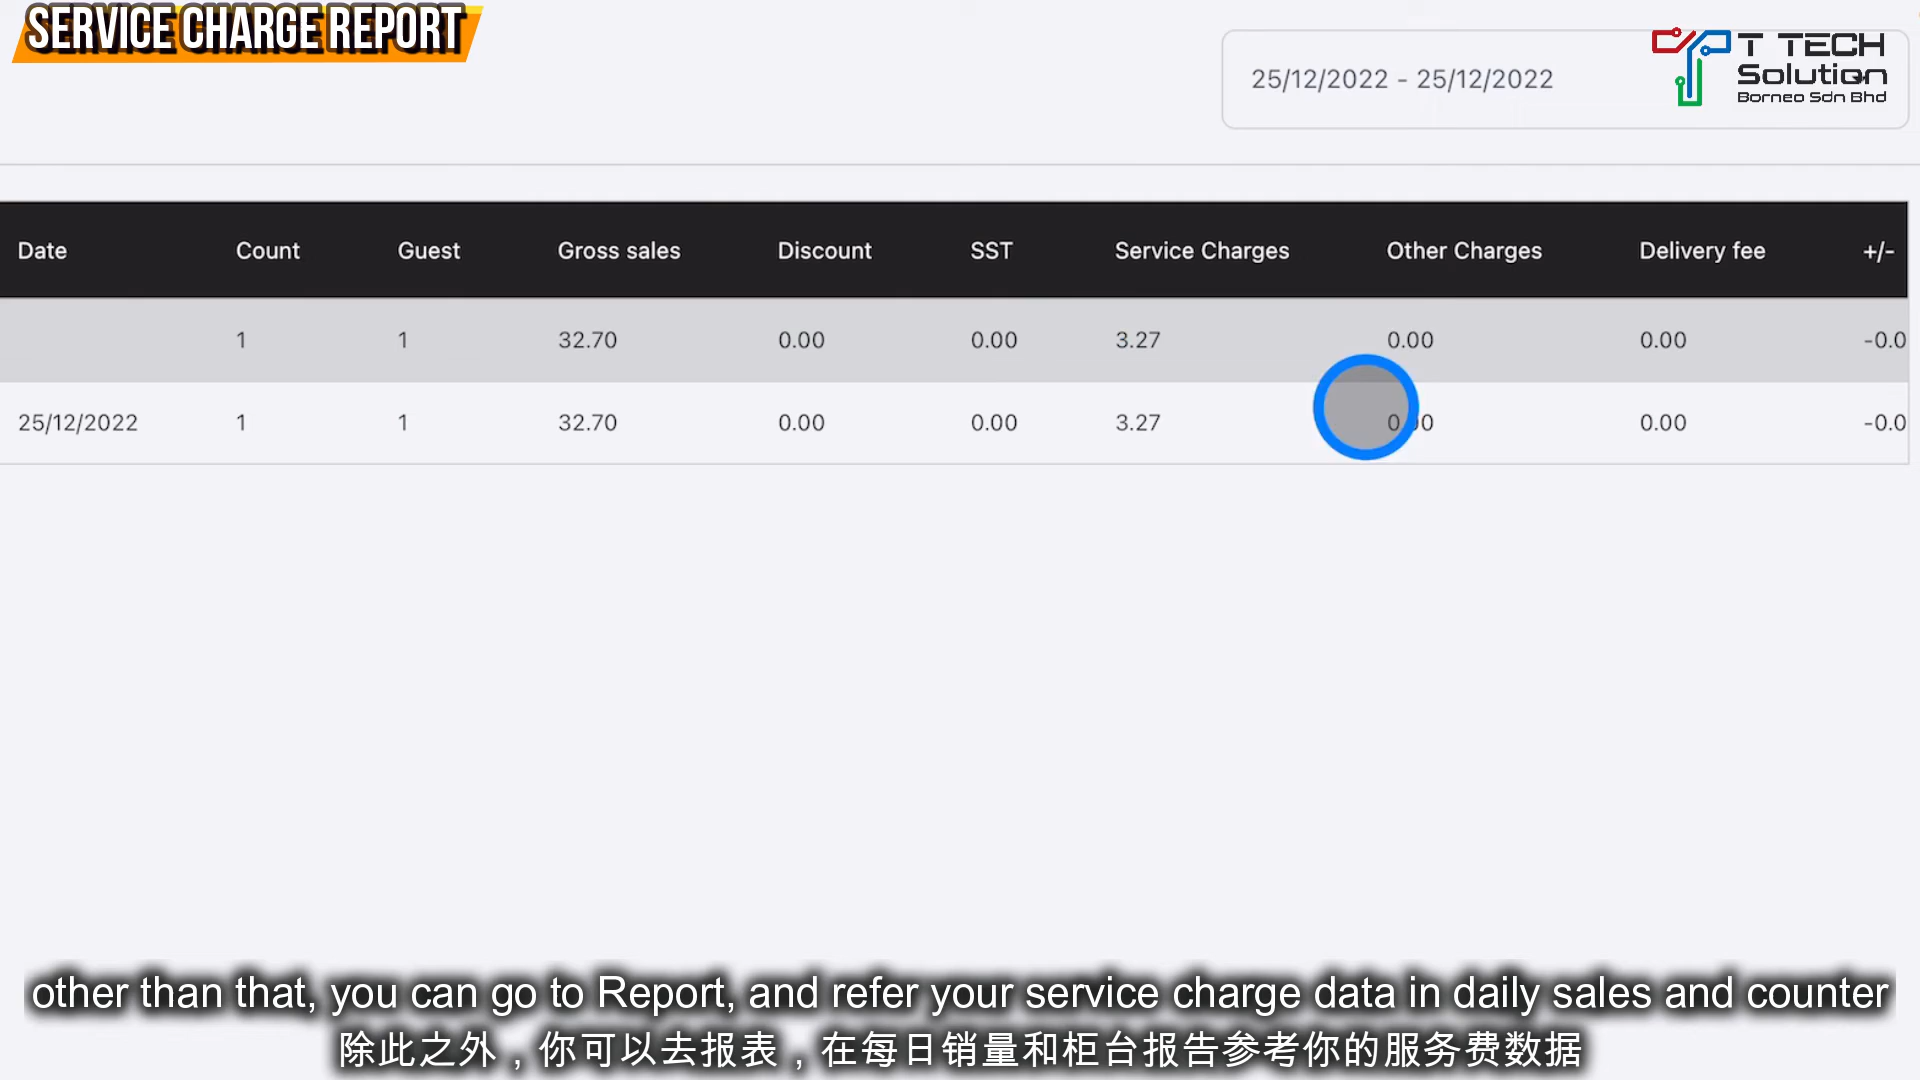 SERVICE CHARGE REPORT
25/12/2022 - 25/12/2022
T TECH
Solution
Borneo Sdn Bhd
Date Count Guest Gross sales Discount SST Service Charges Other Charges Delivery fee +/-
1 1 32.70 0.00 0.00 3.27 0.00 0.00 -0.0
25/12/2022 1 1 32.70 0.00 0.00 3.27 0.00 0.00 -0.0
other than that, you can go to Report, and refer your service charge data in daily sales and counter
除此之外，你可以去报表，在每日销量和柜台报告参考你的服务费数据